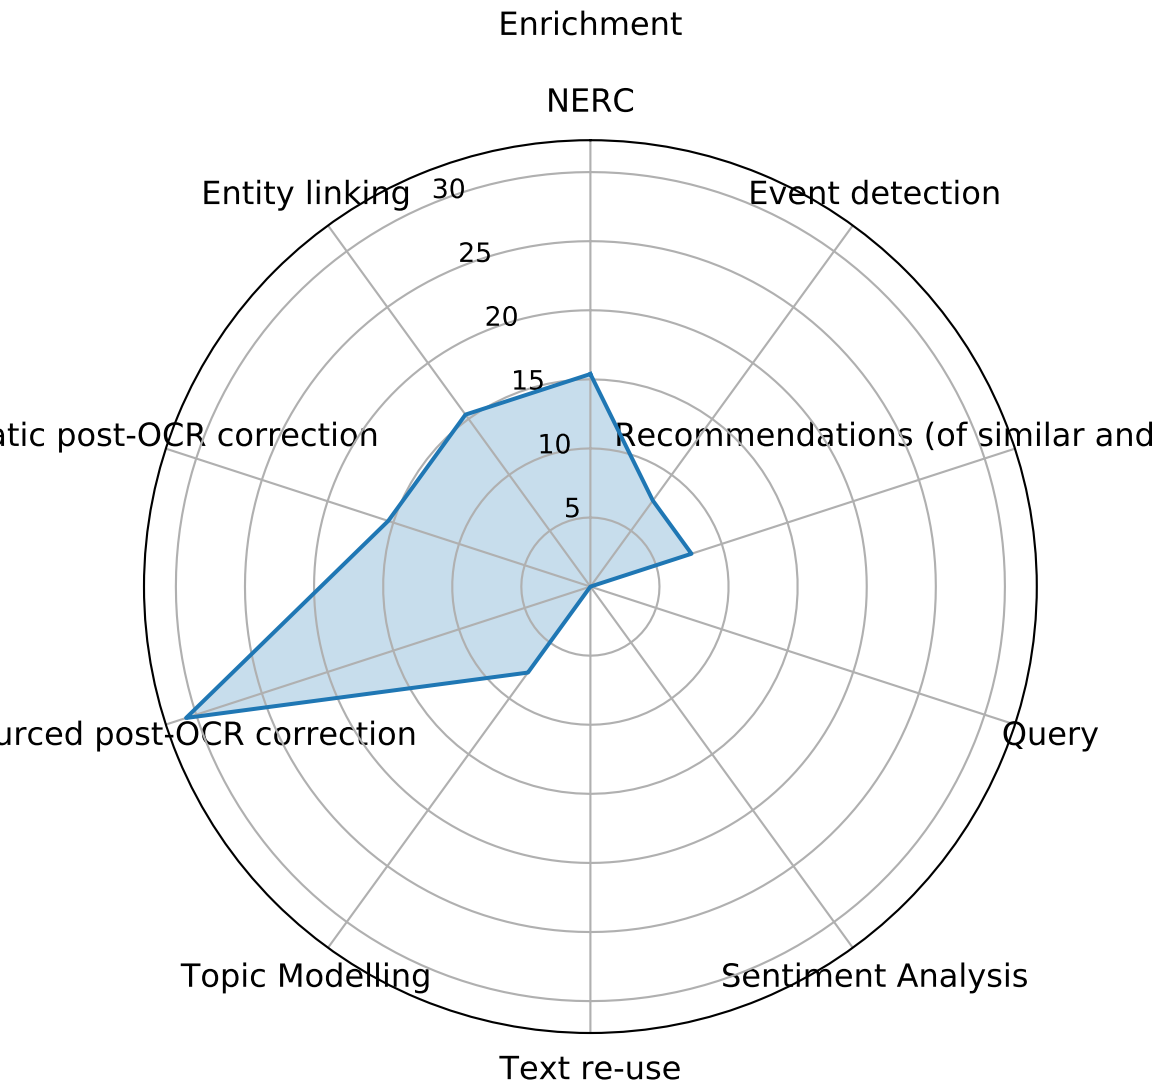 Enrichment
NERC
Entity linking
Event detection
30
25
20
15
atic post-OCR correction
Recommendations (of similar and
10
5
urced post-OCR correction
Query
Topic Modelling
Sentiment Analysis
Text re-use